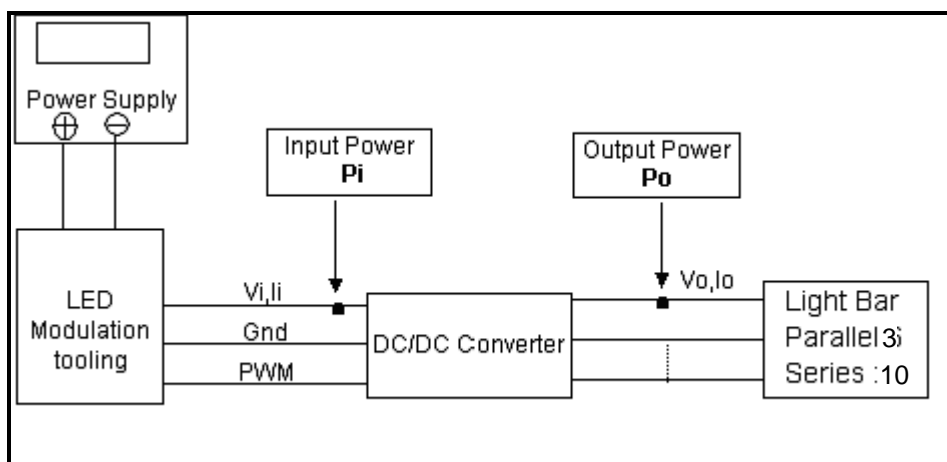 Power Supply
+ −
Input Power
Pi
Output Power
Po
LED
Modulation
tooling
Vi,Ii
Gnd
PWM
DC/DC Converter
Vo,Io
Light Bar
Parallel 3
Series :10